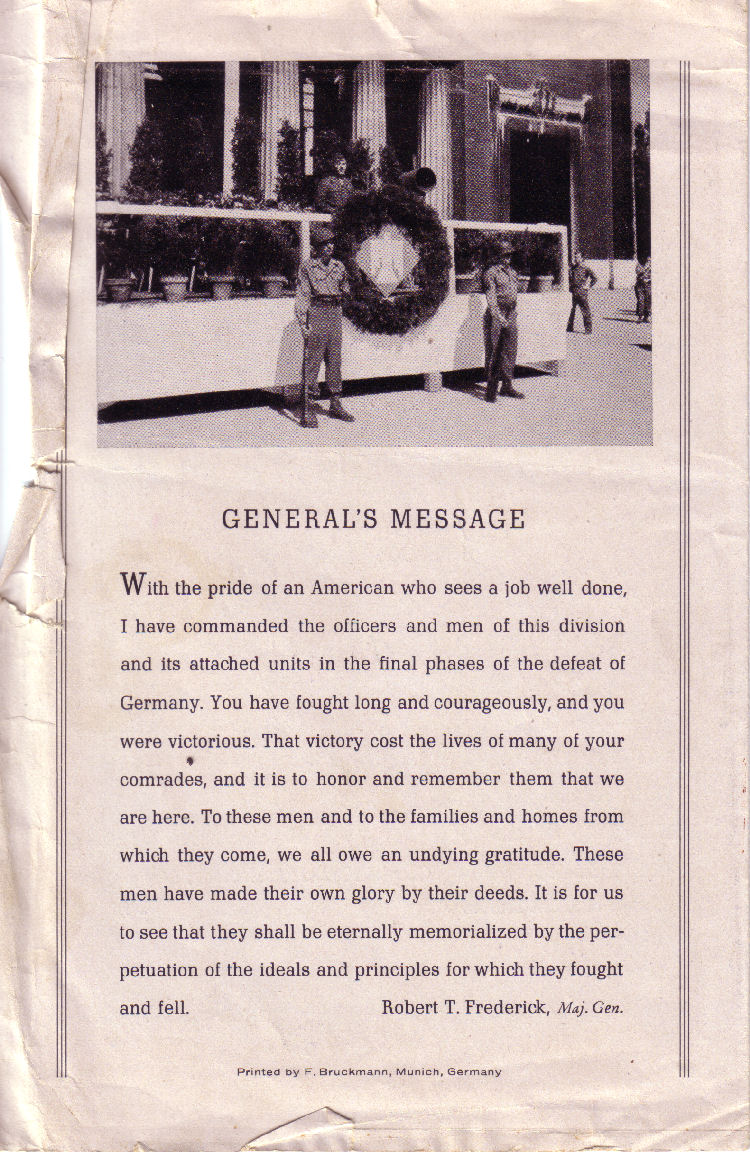 GENERAL'S MESSAGE
With the pride of an American who sees a job well done,
I have commanded the officers and men of this division
and its attached units in the final phases of the defeat of
Germany. You have fought long and courageously, and you
were victorious. That victory cost the lives of many of your
comrades, and it is to honor and remember them that we
are here. To these men and to the families and homes from
which they come, we all owe an undying gratitude. These
men have made their own glory by their deeds. It is for us
to see that they shall be eternally memorialized by the per-
petuation of the ideals and principles for which they fought
and fell. Robert T. Frederick, Maj. Gen.
Printed by F. Bruckmann, Munich, Germany